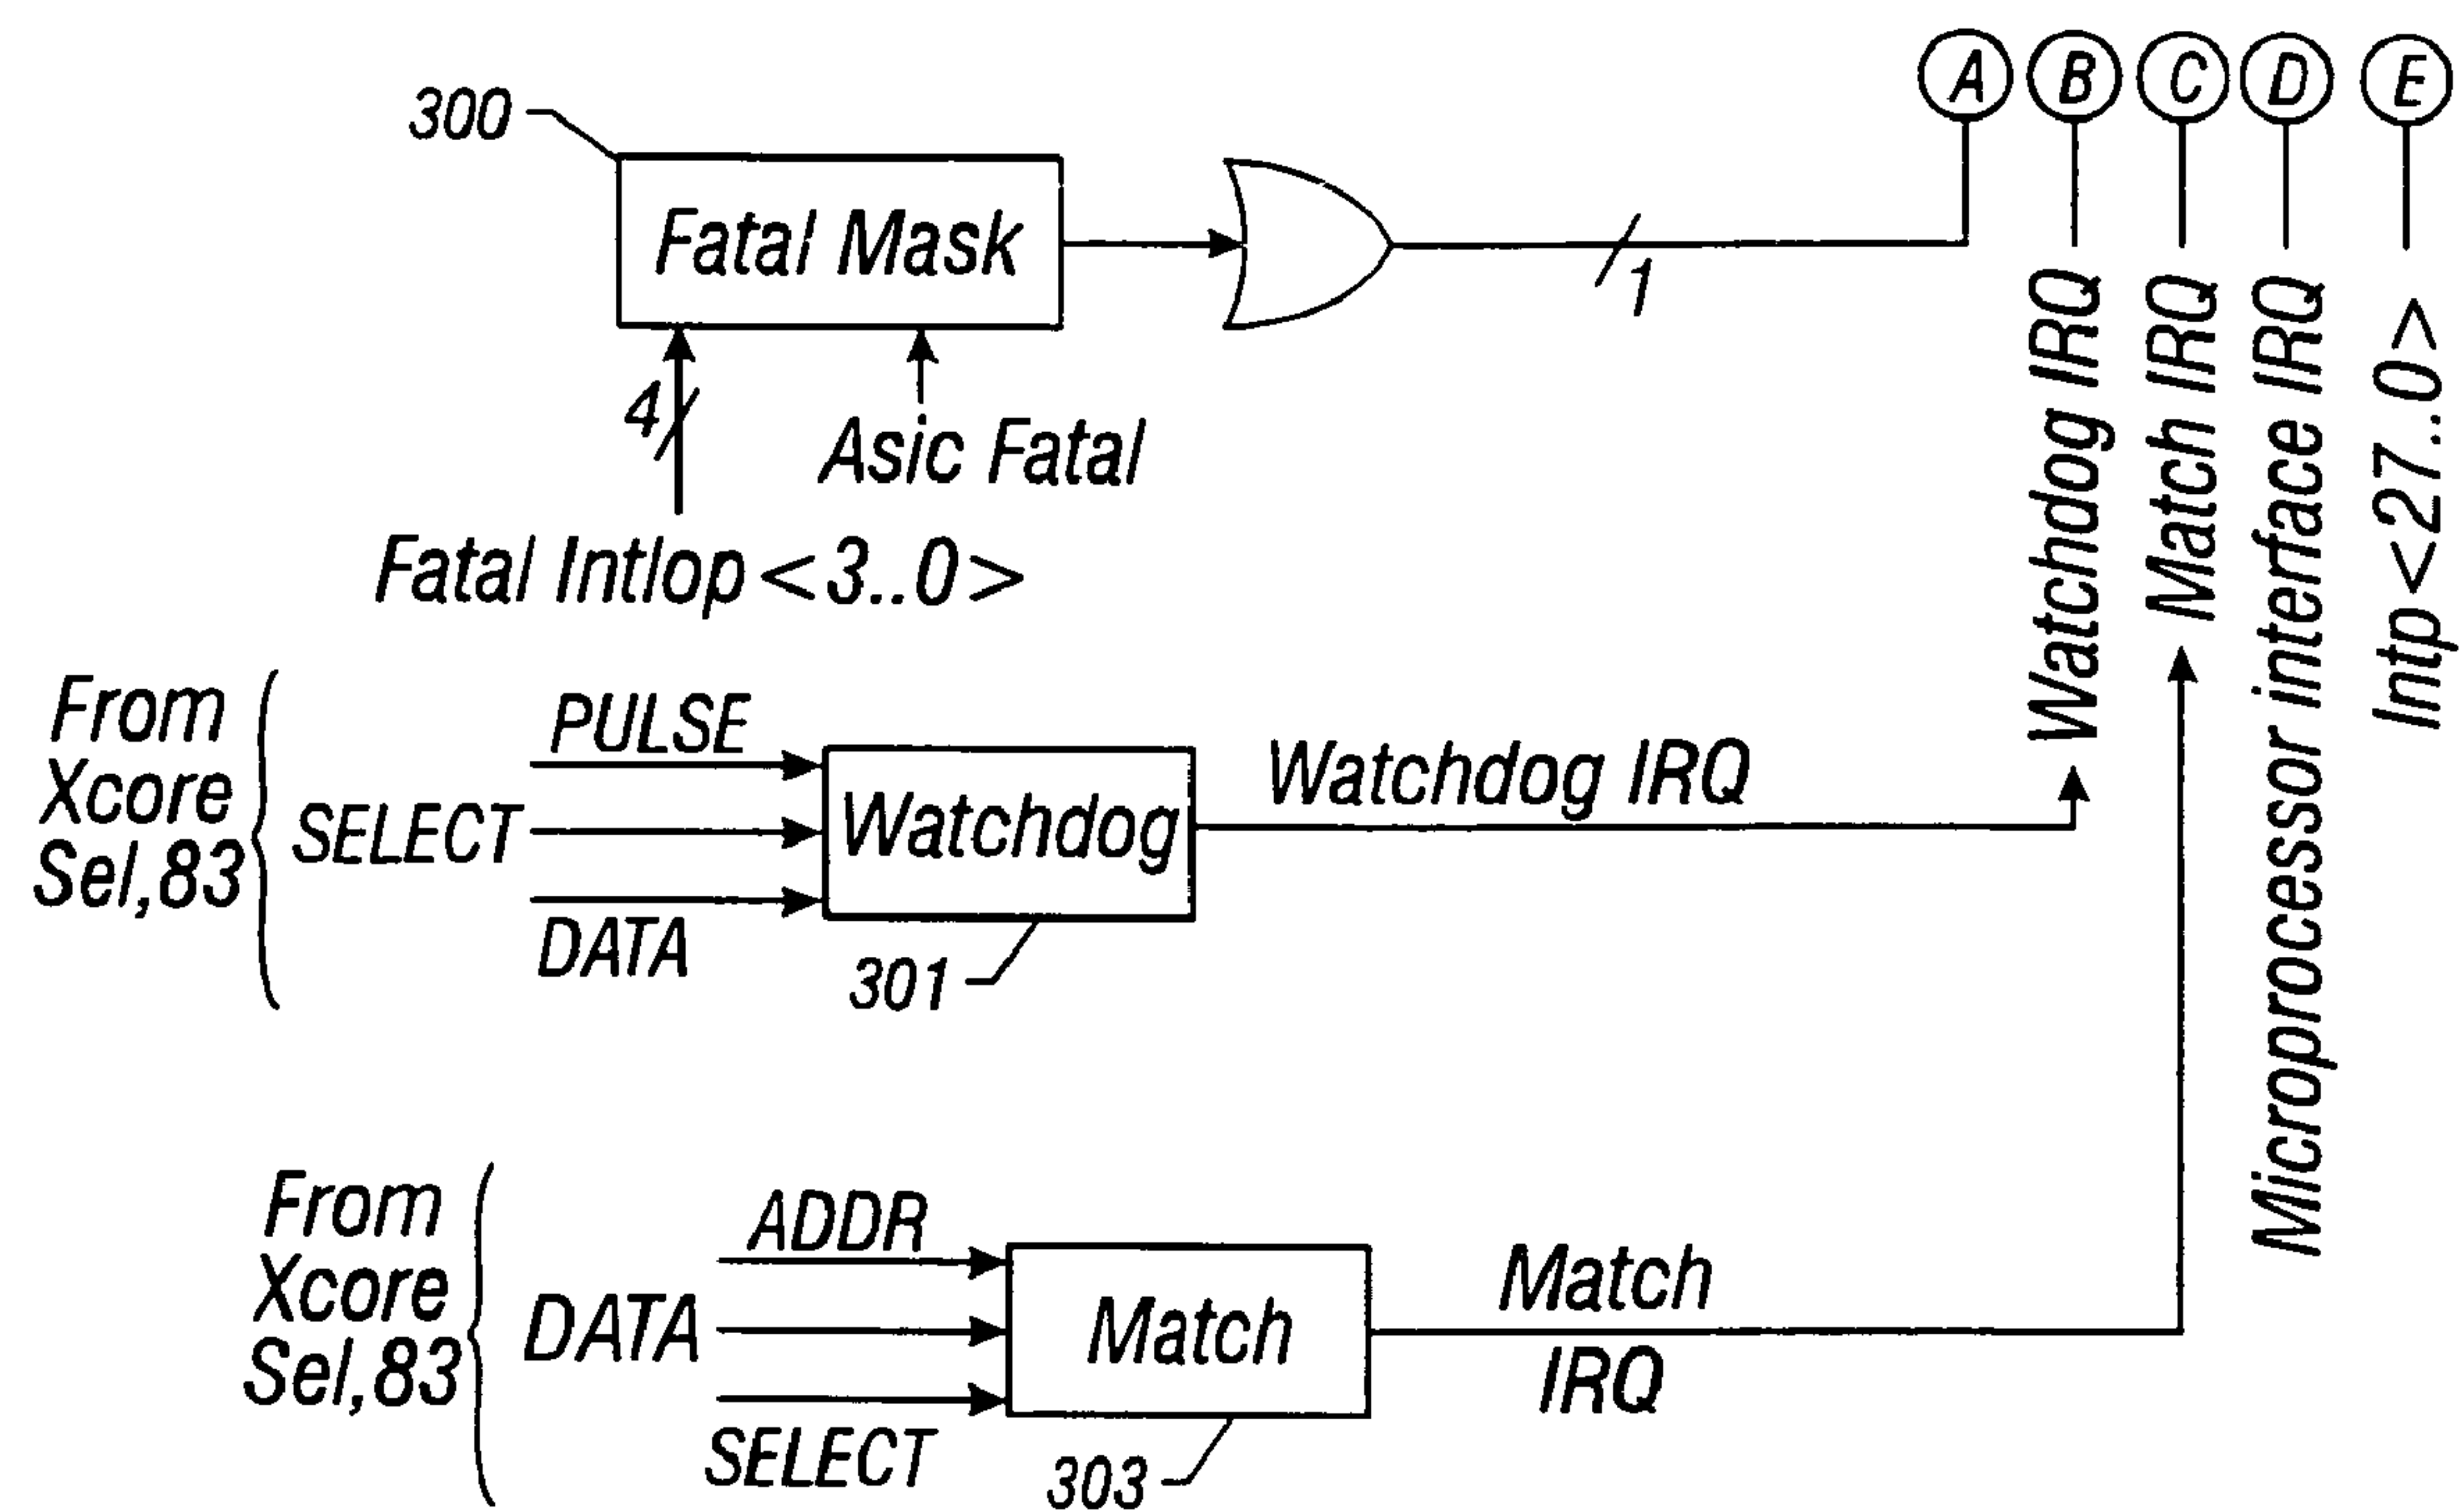 A B C D E
300
Fatal Mask
1
4
Asic Fatal
Fatal Intlop<3..0>
Watchdog IRQ
Match IRQ
Microprocessor interface IRQ
Intp<27..0>
From
Xcore
Sel,83
PULSE
SELECT
DATA
Watchdog
301
Watchdog IRQ
From
Xcore
Sel,83
ADDR
DATA
SELECT
Match
303
Match
IRQ